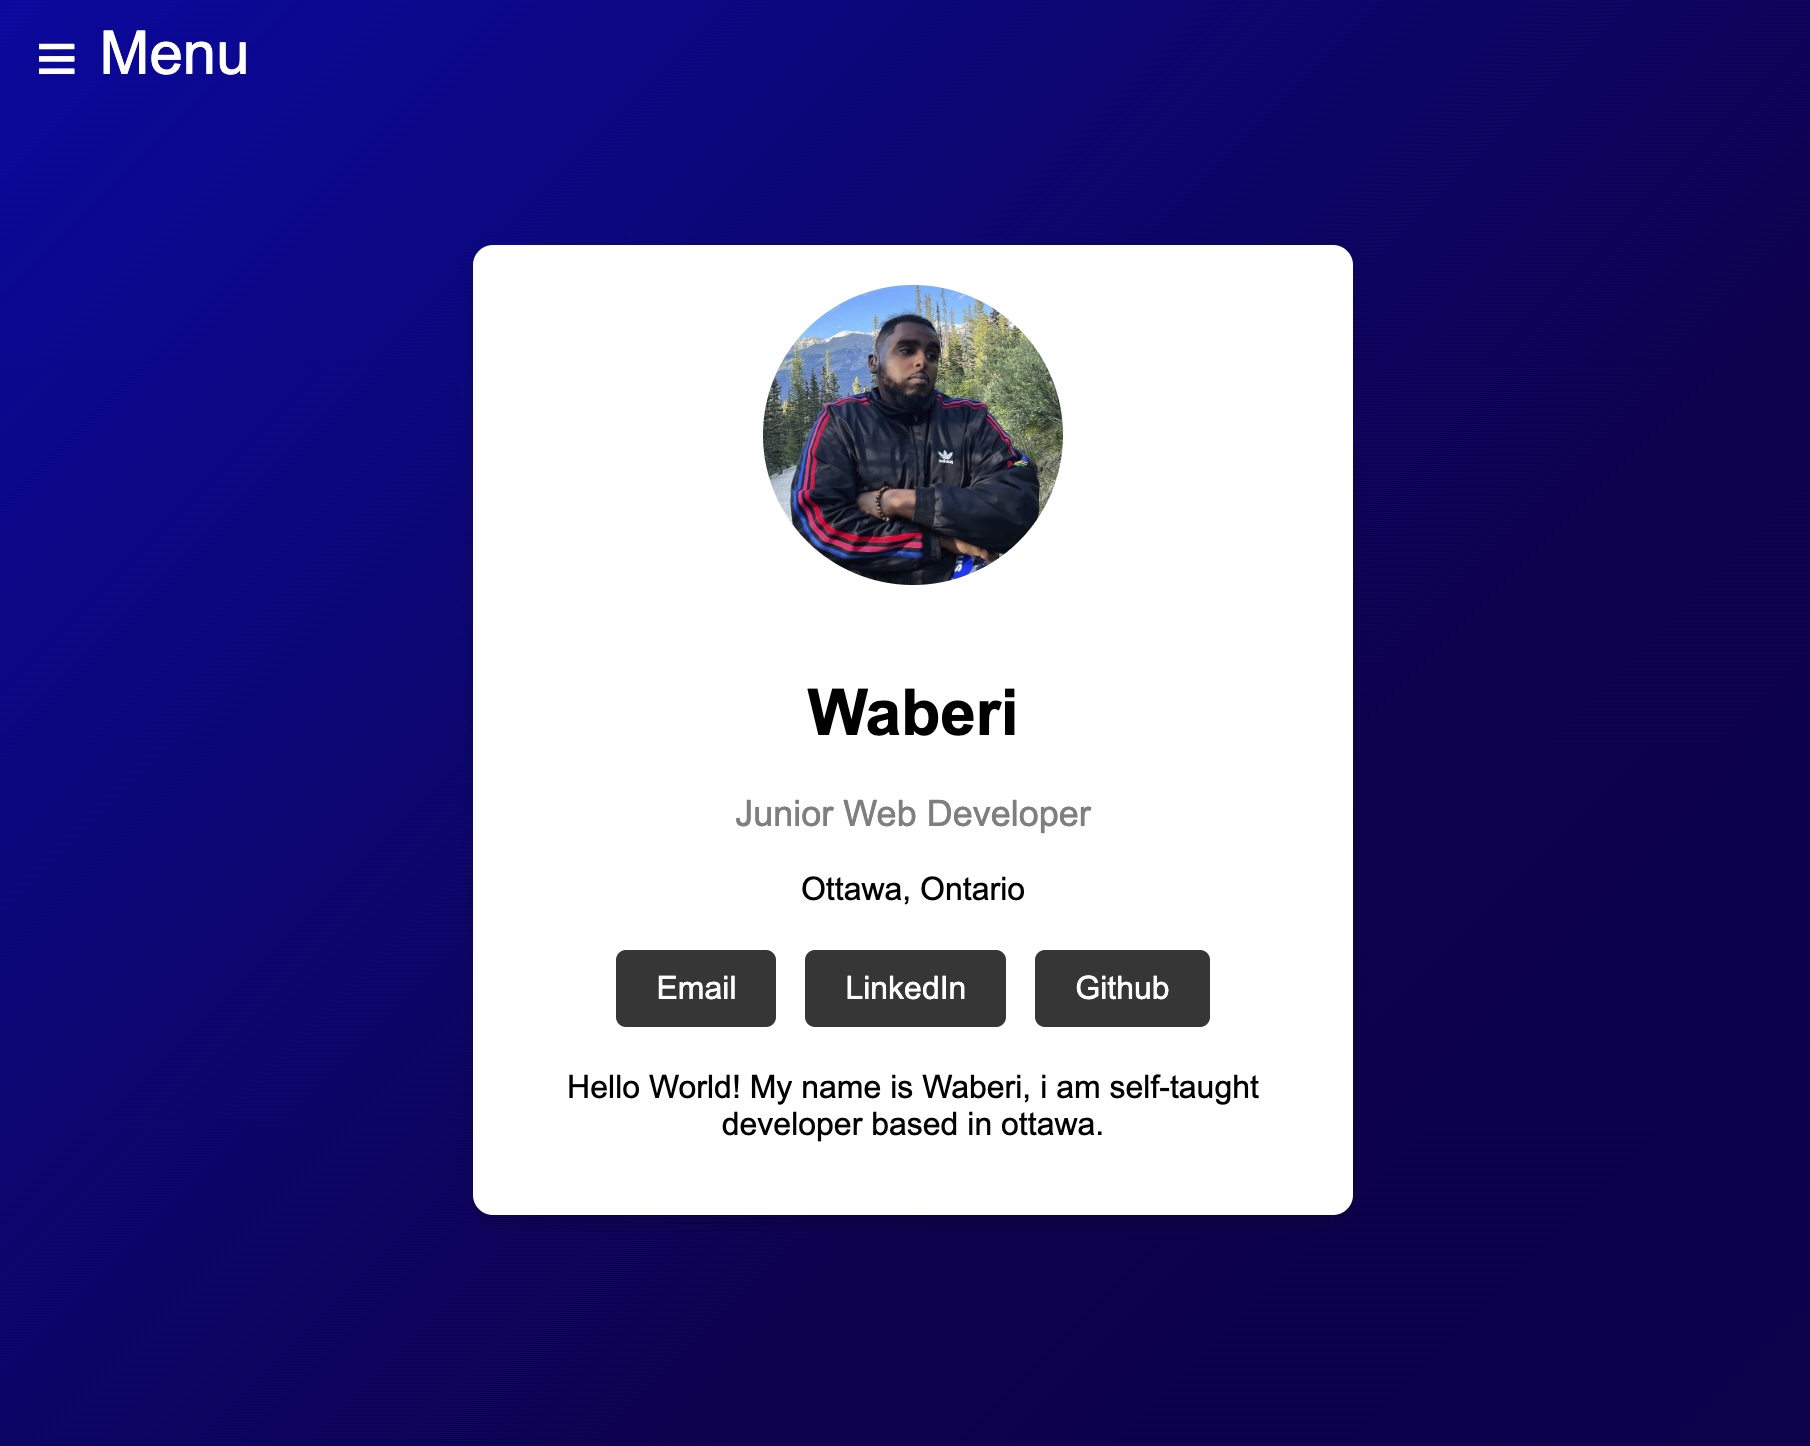 Menu
adidas
Waberi
Junior Web Developer
Ottawa, Ontario
Email
LinkedIn
Github
Hello World! My name is Waberi, i am self-taught
developer based in ottawa.